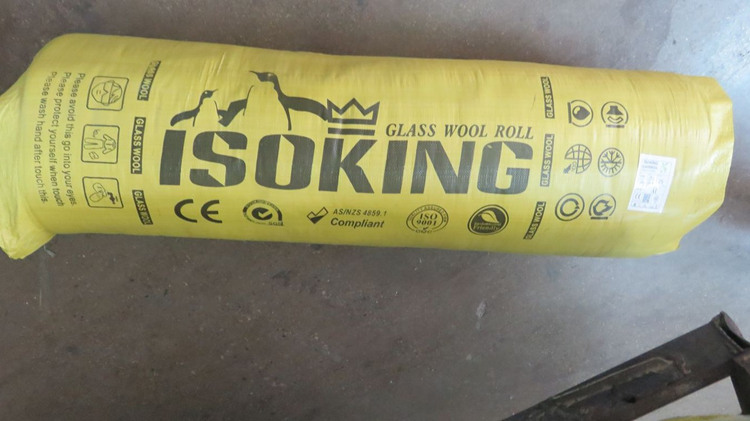 Please avoid this go into your eyes.
Please protect yourself when touch
Please wash hand after touch this.
GLASS WOOL
GLASS WOOL
GLASS WOOL
GLASS WOOL ROLL
ISOKING
CE
AS/NZS 4859.1
Compliant
ISO
9001
Friendly
GLASS WOOL
GLASS WOOL
GLASS WOOL